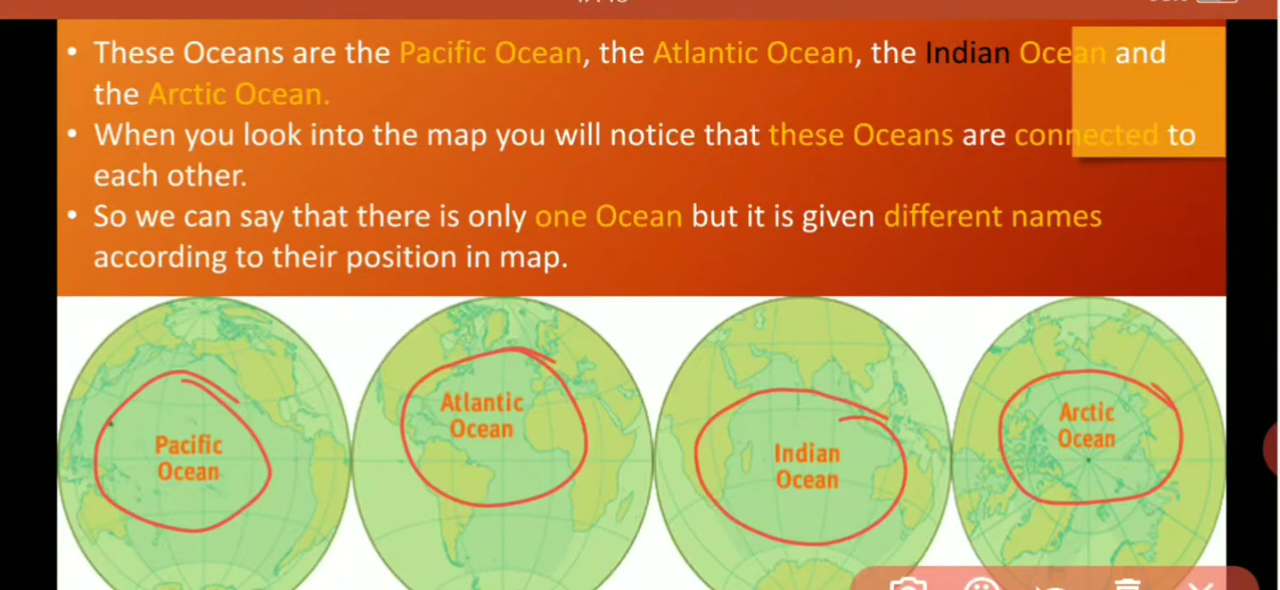 • These Oceans are the Pacific Ocean, the Atlantic Ocean, the Indian Ocean and
the Arctic Ocean.
• When you look into the map you will notice that these Oceans are connected to
each other.
• So we can say that there is only one Ocean but it is given different names
according to their position in map.
Pacific
Ocean
Atlantic
Ocean
Indian
Ocean
Arctic
Ocean